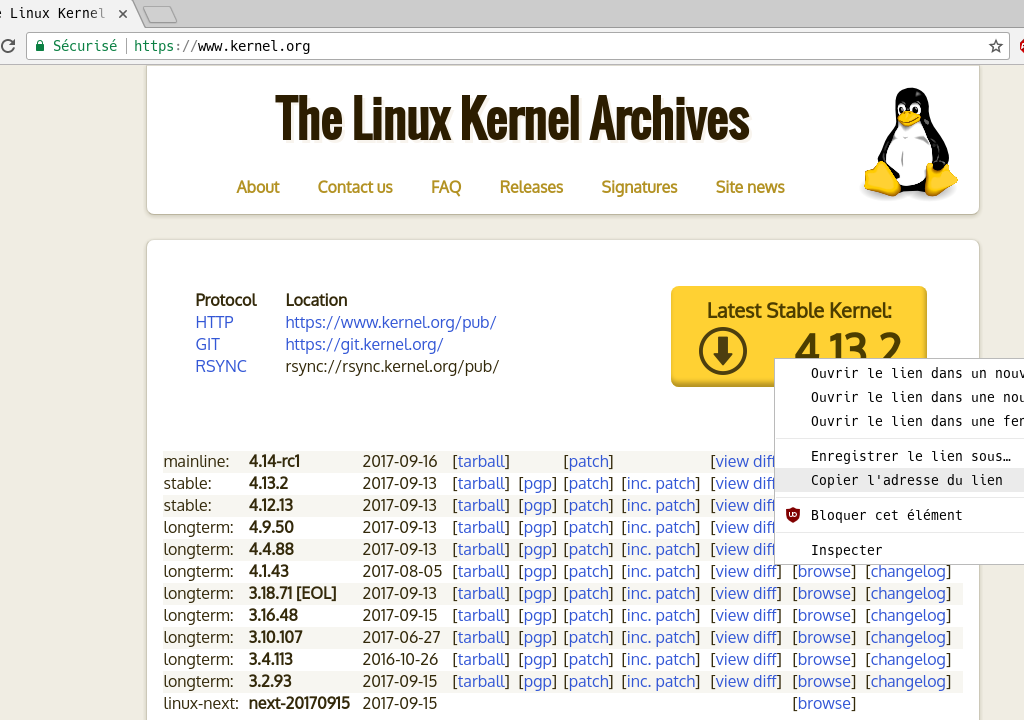 e Linux Kernel
Sécurisé https://www.kernel.org
The Linux Kernel Archives
About Contact us FAQ Releases Signatures Site news
Protocol Location
HTTP https://www.kernel.org/pub/
GIT https://git.kernel.org/
RSYNC rsync://rsync.kernel.org/pub/
Latest Stable Kernel:
4.13.2
Ouvrir le lien dans un nouv
Ouvrir le lien dans une nou
Ouvrir le lien dans une fen
Enregistrer le lien sous…
Copier l'adresse du lien
Bloquer cet élément
Inspecter
mainline: 4.14-rc1 2017-09-16 [tarball] [patch] [view diff
stable: 4.13.2 2017-09-13 [tarball] [pgp] [patch] [inc. patch] [view diff
stable: 4.12.13 2017-09-13 [tarball] [pgp] [patch] [inc. patch] [view diff
longterm: 4.9.50 2017-09-13 [tarball] [pgp] [patch] [inc. patch] [view diff
longterm: 4.4.88 2017-09-13 [tarball] [pgp] [patch] [inc. patch] [view diff
longterm: 4.1.43 2017-08-05 [tarball] [pgp] [patch] [inc. patch] [view diff] [browse] [changelog]
longterm: 3.18.71 [EOL] 2017-09-13 [tarball] [pgp] [patch] [inc. patch] [view diff] [browse] [changelog]
longterm: 3.16.48 2017-09-15 [tarball] [pgp] [patch] [inc. patch] [view diff] [browse] [changelog]
longterm: 3.10.107 2017-06-27 [tarball] [pgp] [patch] [inc. patch] [view diff] [browse] [changelog]
longterm: 3.4.113 2016-10-26 [tarball] [pgp] [patch] [inc. patch] [view diff] [browse] [changelog]
longterm: 3.2.93 2017-09-15 [tarball] [pgp] [patch] [inc. patch] [view diff] [browse] [changelog]
linux-next: next-20170915 2017-09-15 [browse]